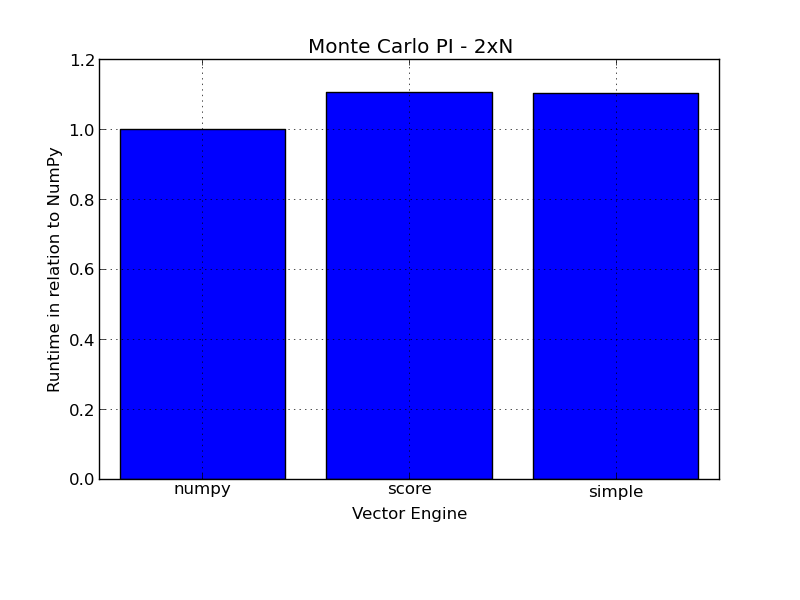 Monte Carlo PI - 2xN
1.2
1.0
0.8
0.6
0.4
0.2
0.0
Runtime in relation to NumPy
numpy score simple
Vector Engine